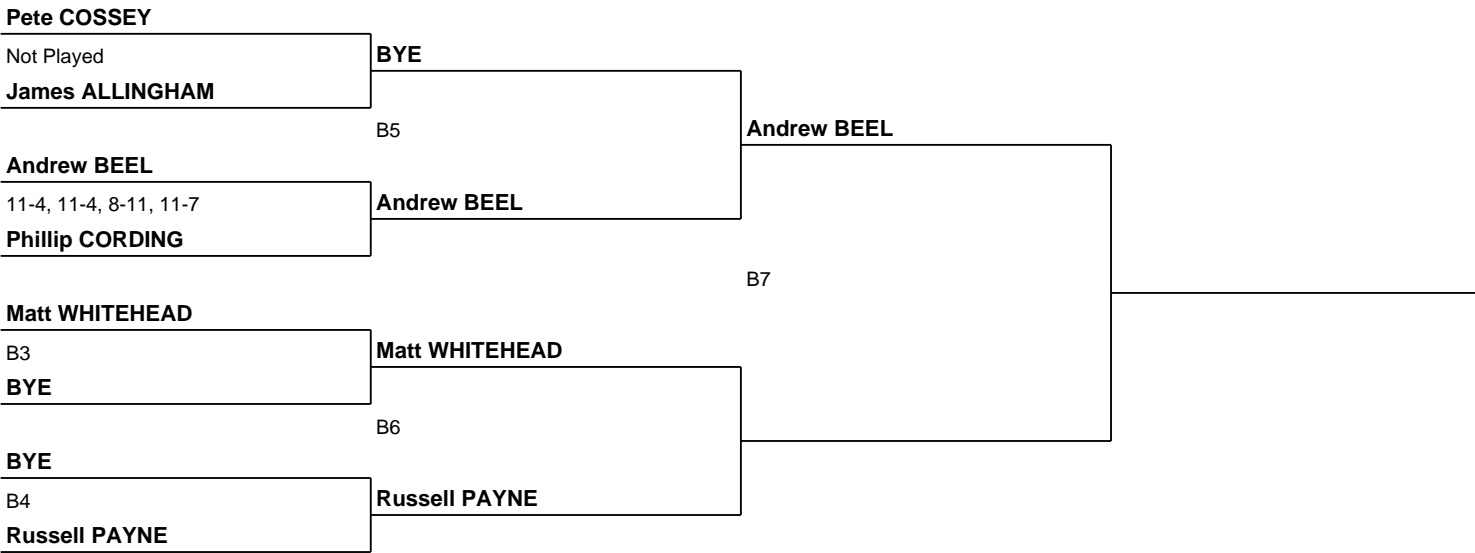 Pete COSSEY
Not Played
BYE
James ALLINGHAM
B5
Andrew BEEL
Andrew BEEL
11-4, 11-4, 8-11, 11-7
Andrew BEEL
Phillip CORDING
B7
Matt WHITEHEAD
B3
Matt WHITEHEAD
BYE
B6
BYE
B4
Russell PAYNE
Russell PAYNE